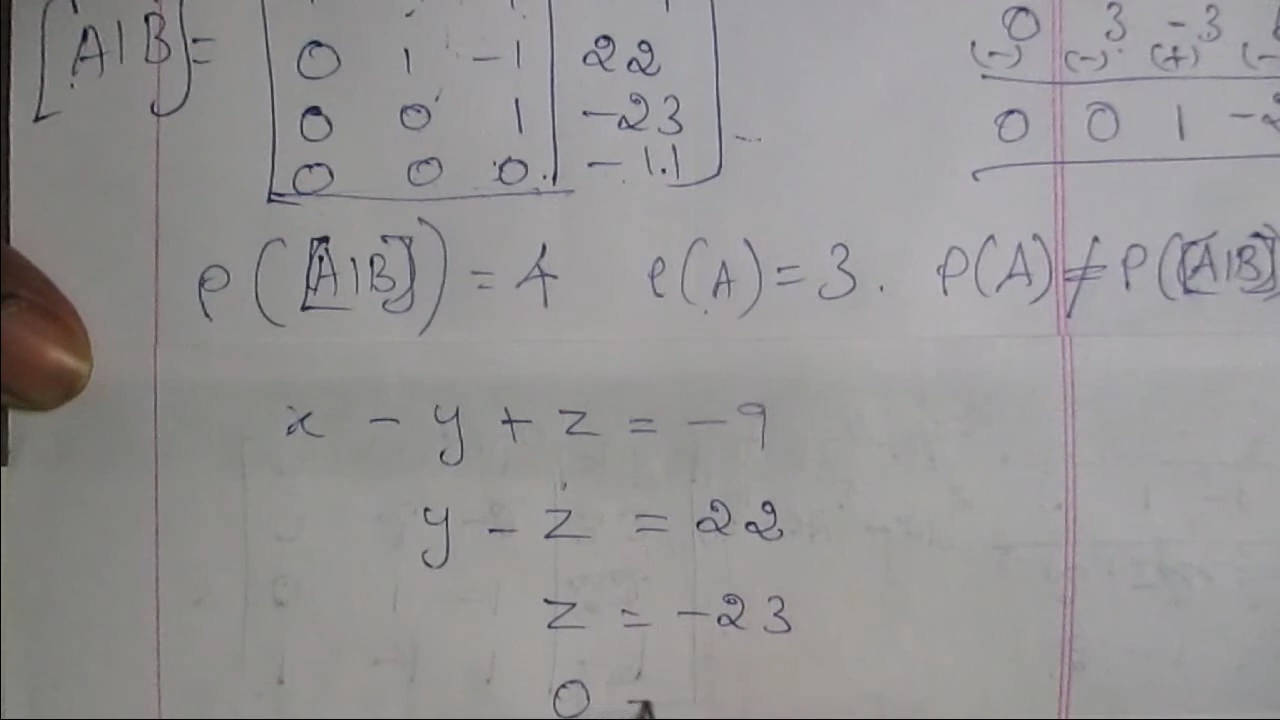 [A|B] =
0 1 -1 22
0 0 1 -23
0 0 0 -11
0 3 -3
(-) (-) (+) (-
0 0 1 -2
ρ([A|B]) = 4 ρ(A) = 3. ρ(A) ≠ ρ([A|B]
x - y + z = -9
y - z = 22
z = -23
0 =